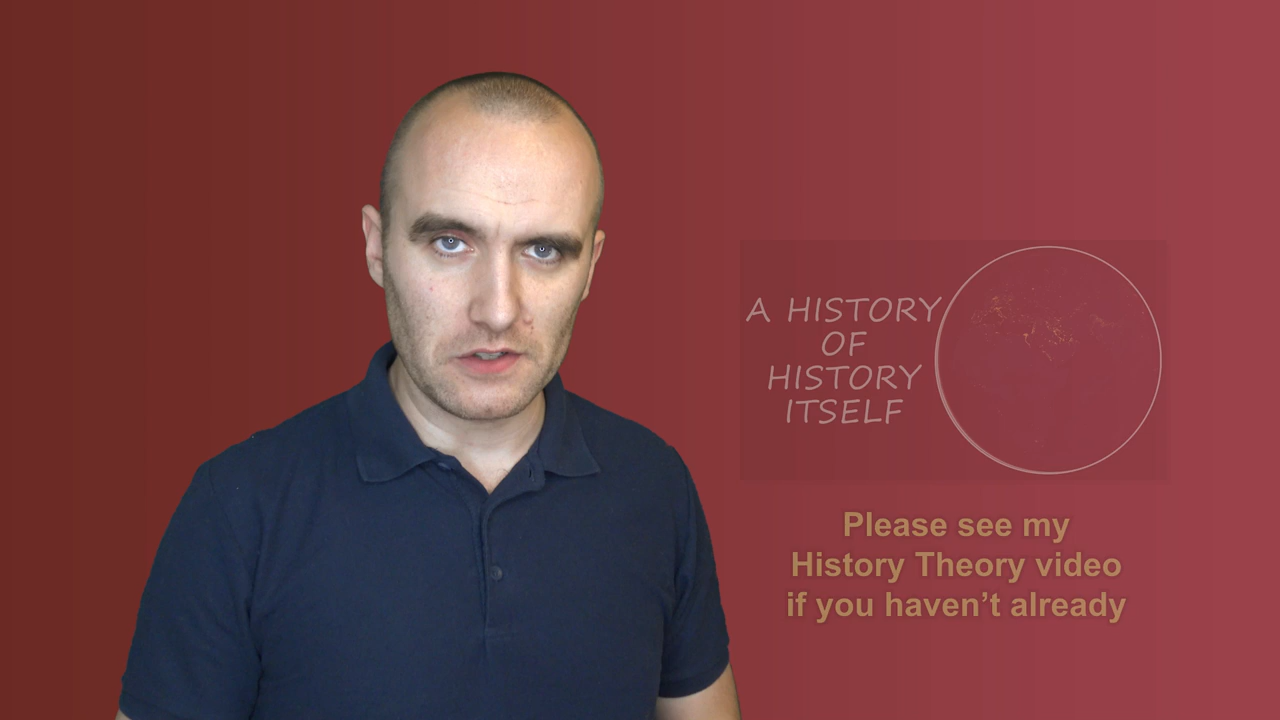 A HISTORY
OF
HISTORY
ITSELF
Please see my
History Theory video
if you haven’t already